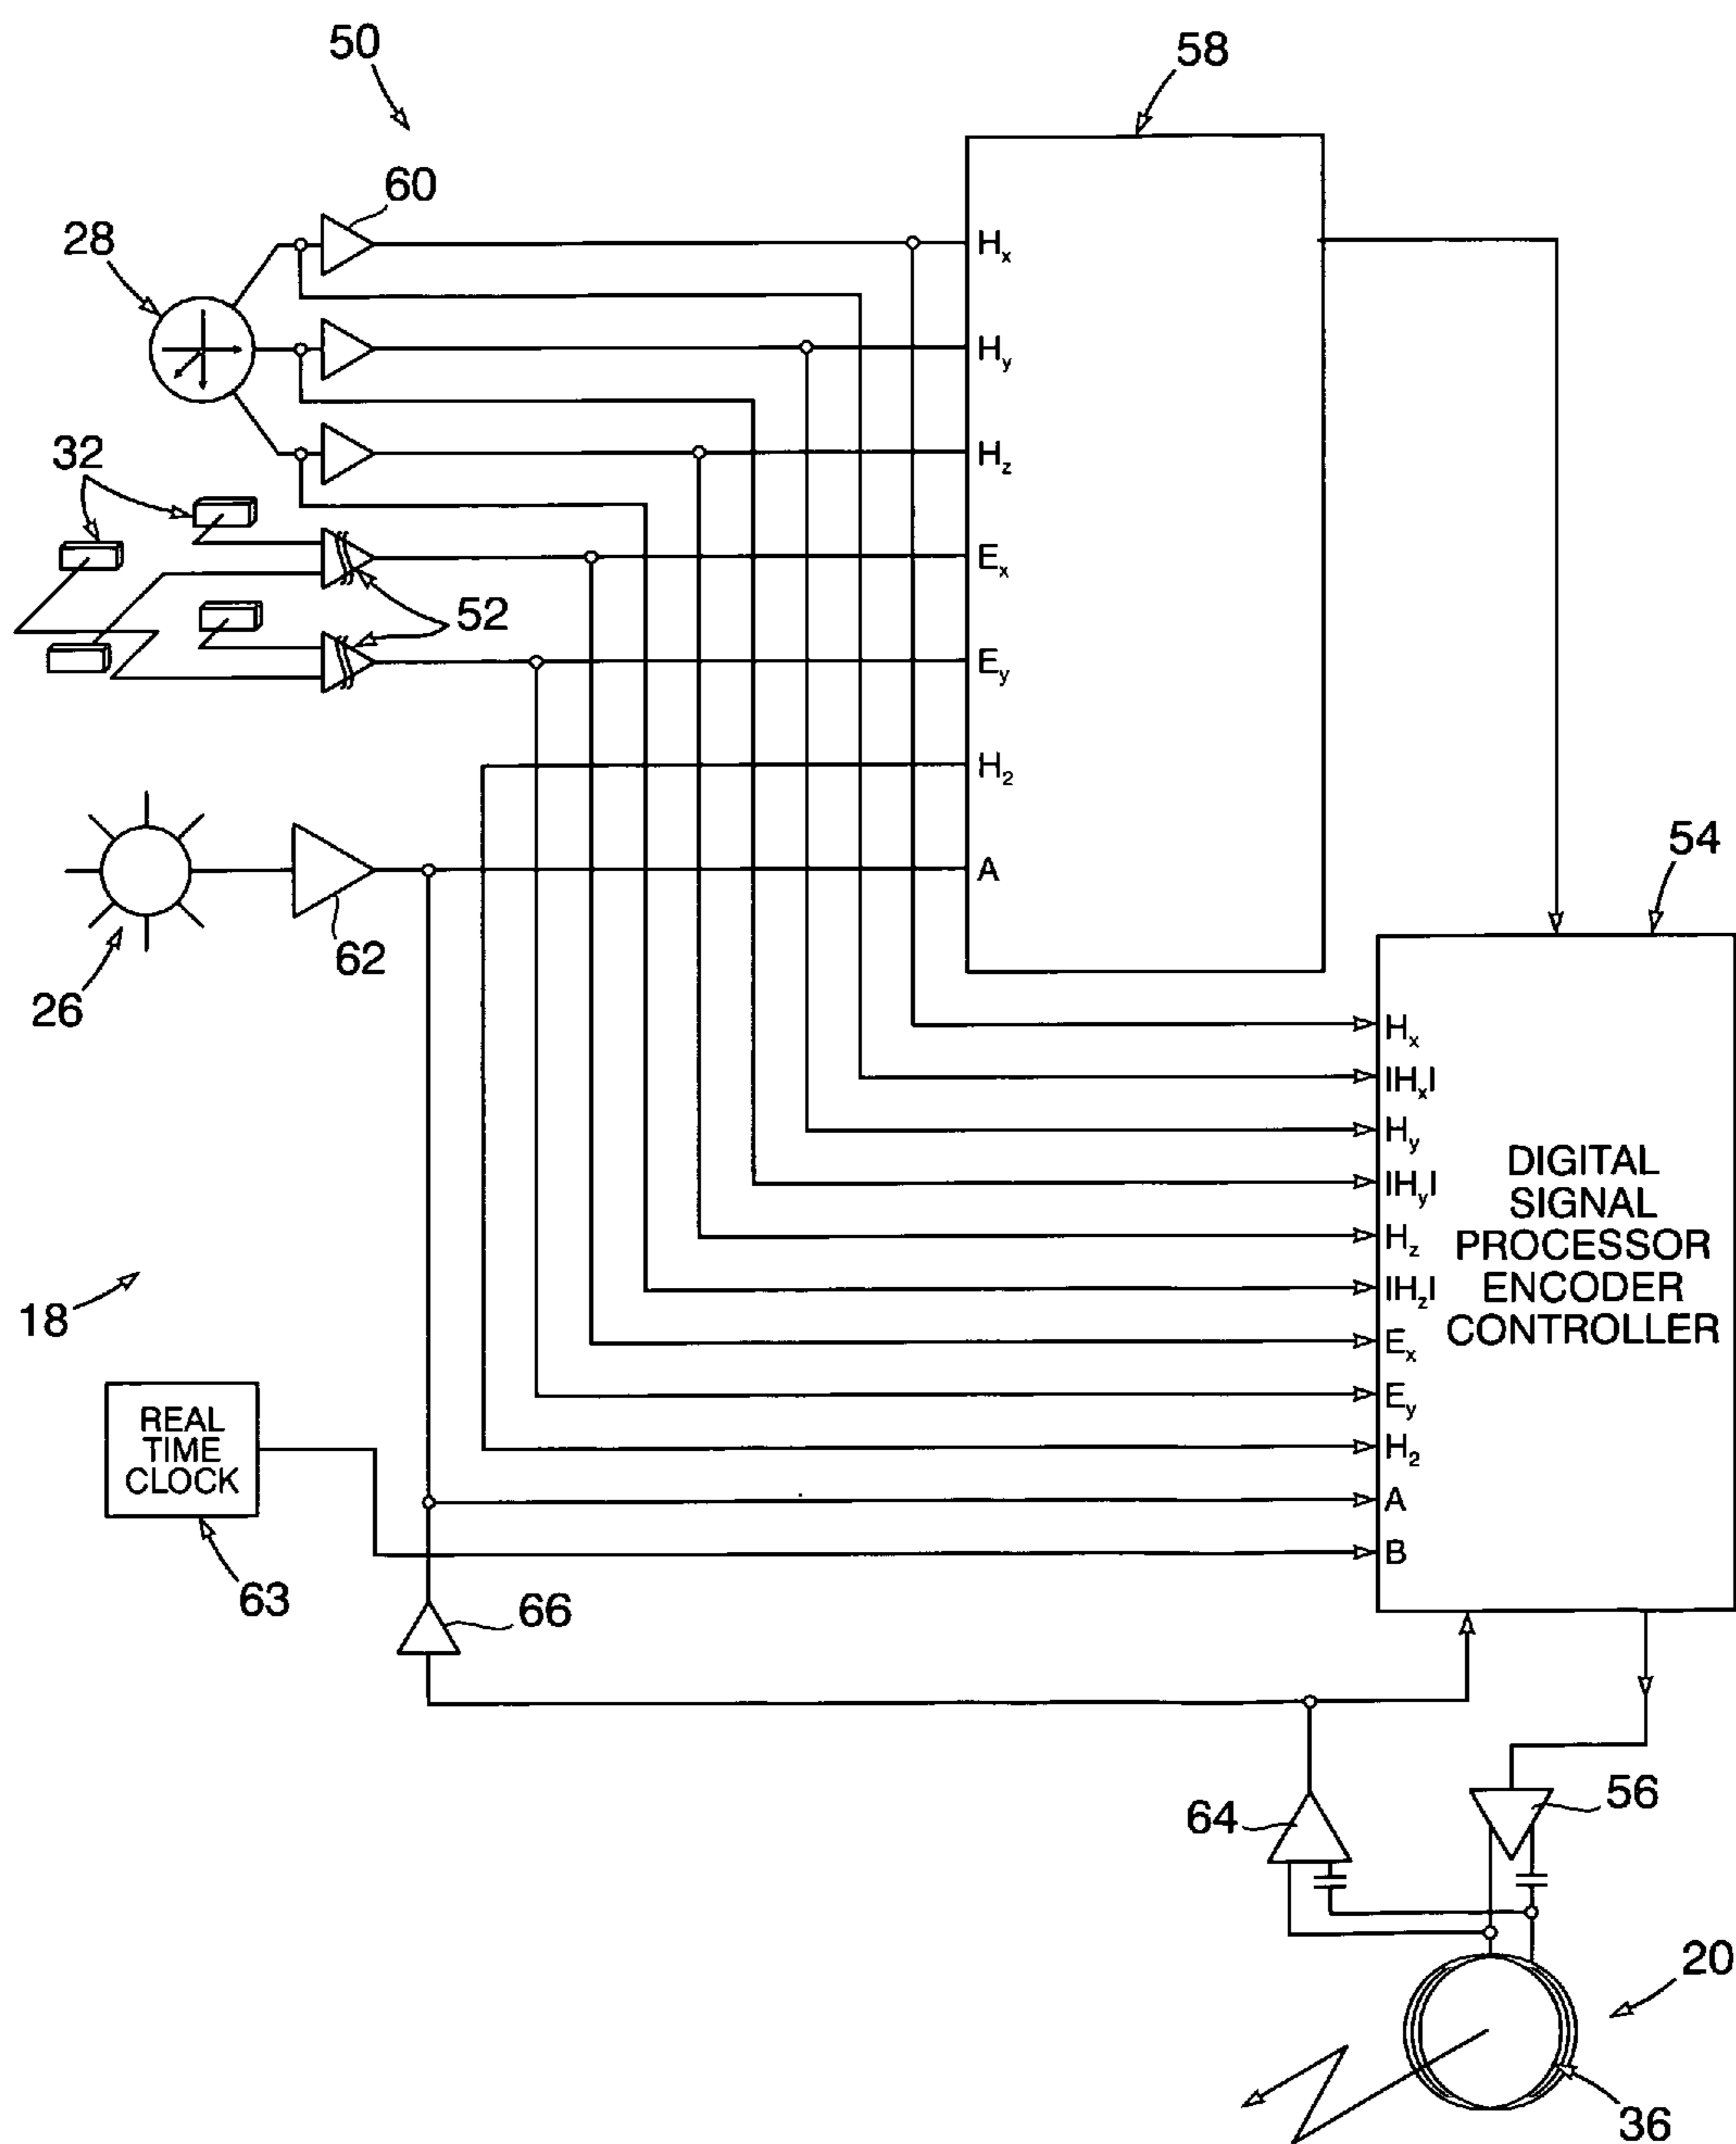 50
58
60
28
Hx
Hy
32
Hz
Ex
52
Ey
H2
54
A
62
26
Hx
|Hx|
Hy
|Hy|
DIGITAL
SIGNAL
PROCESSOR
ENCODER
CONTROLLER
Hz
|Hz|
18
Ex
Ey
REAL
TIME
CLOCK
H2
A
B
63
66
56
64
20
36